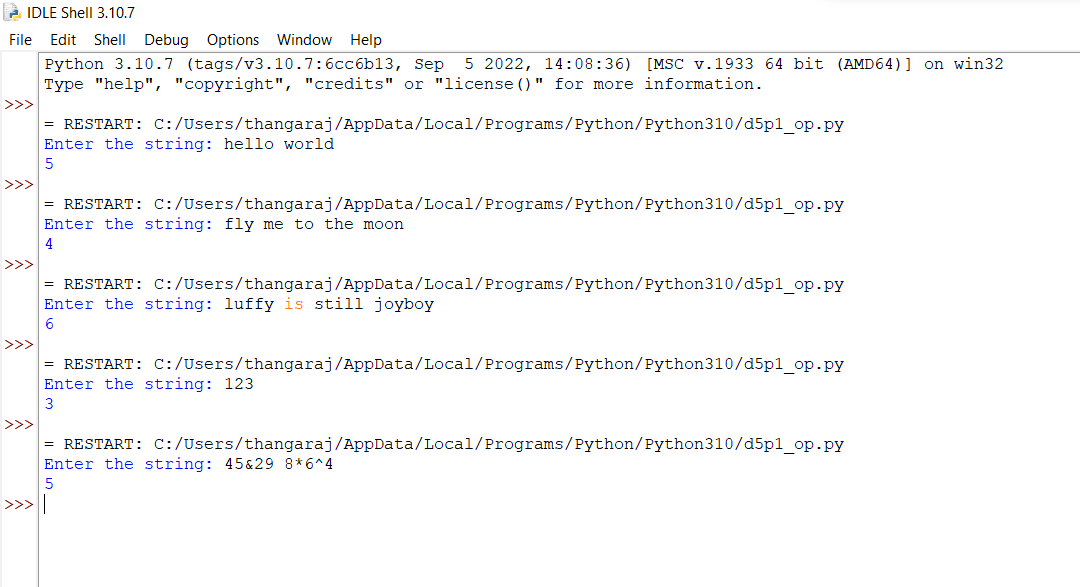 IDLE Shell 3.10.7
File Edit Shell Debug Options Window Help
Python 3.10.7 (tags/v3.10.7:6cc6b13, Sep  5 2022, 14:08:36) [MSC v.1933 64 bit (AMD64)] on win32
Type "help", "copyright", "credits" or "license()" for more information.
>>>
= RESTART: C:/Users/thangaraj/AppData/Local/Programs/Python/Python310/d5p1_op.py
Enter the string: hello world
5
>>>
= RESTART: C:/Users/thangaraj/AppData/Local/Programs/Python/Python310/d5p1_op.py
Enter the string: fly me to the moon
4
>>>
= RESTART: C:/Users/thangaraj/AppData/Local/Programs/Python/Python310/d5p1_op.py
Enter the string: luffy is still joyboy
6
>>>
= RESTART: C:/Users/thangaraj/AppData/Local/Programs/Python/Python310/d5p1_op.py
Enter the string: 123
3
>>>
= RESTART: C:/Users/thangaraj/AppData/Local/Programs/Python/Python310/d5p1_op.py
Enter the string: 45&29 8*6^4
5
>>>